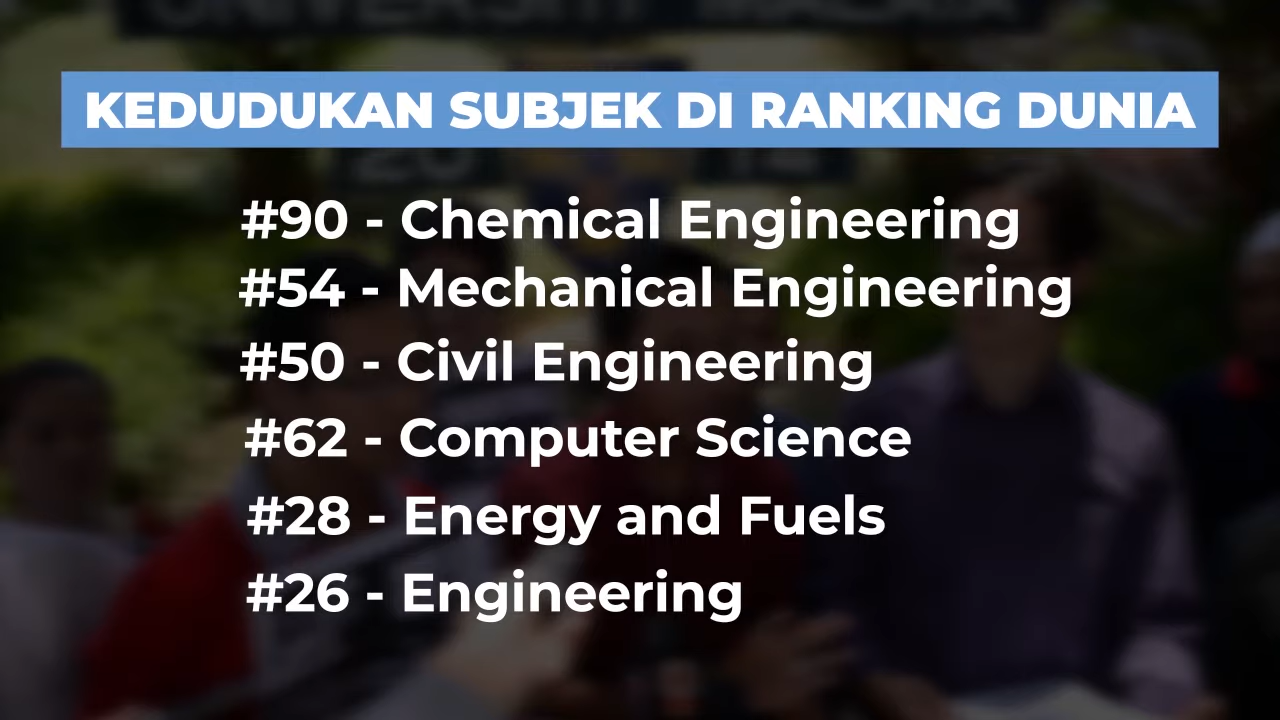 KEDUDUKAN SUBJEK DI RANKING DUNIA
#90 - Chemical Engineering
#54 - Mechanical Engineering
#50 - Civil Engineering
#62 - Computer Science
#28 - Energy and Fuels
#26 - Engineering